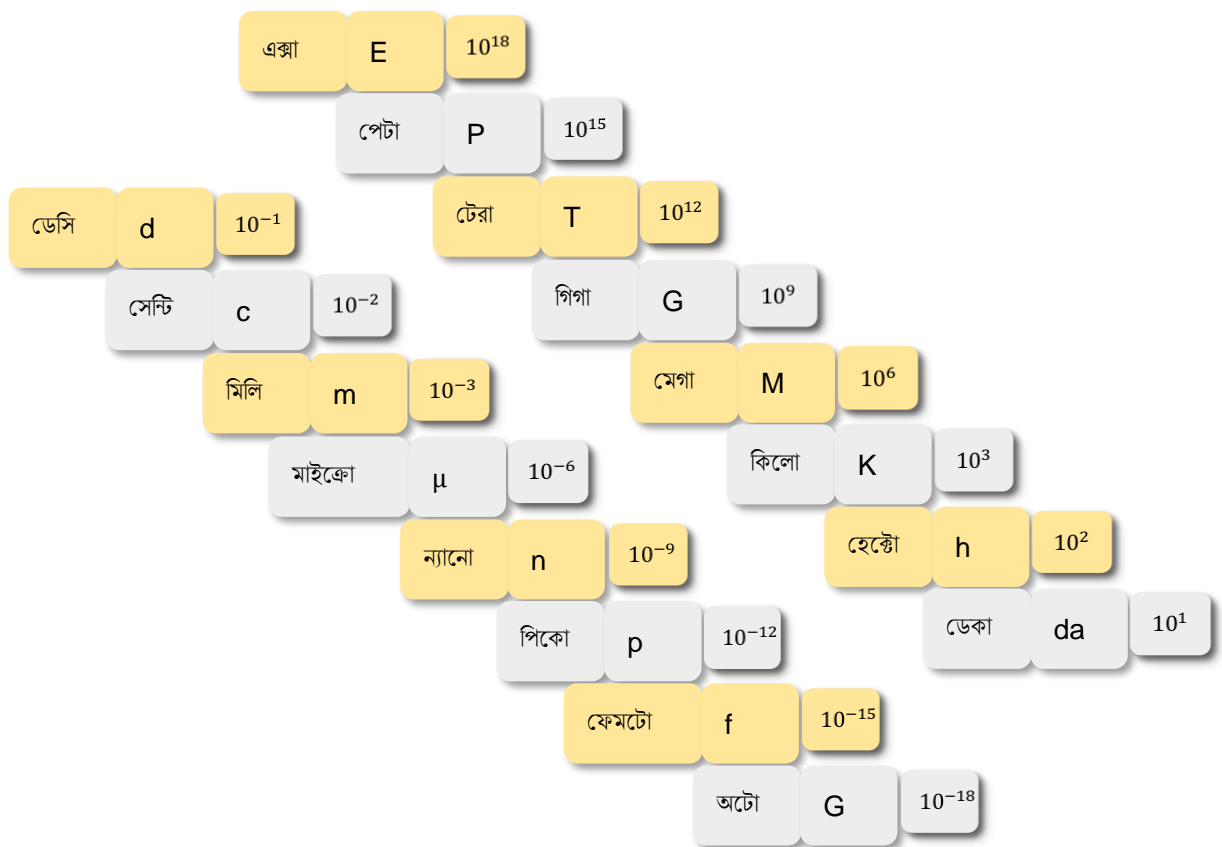 এক্সা E 10¹⁸
পেটা P 10¹⁵
টেরা T 10¹²
গিগা G 10⁹
মেগা M 10⁶
কিলো K 10³
হেক্টো h 10²
ডেকা da 10¹
ডেসি d 10⁻¹
সেন্টি c 10⁻²
মিলি m 10⁻³
মাইক্রো μ 10⁻⁶
ন্যানো n 10⁻⁹
পিকো p 10⁻¹²
ফেমটো f 10⁻¹⁵
অটো G 10⁻¹⁸